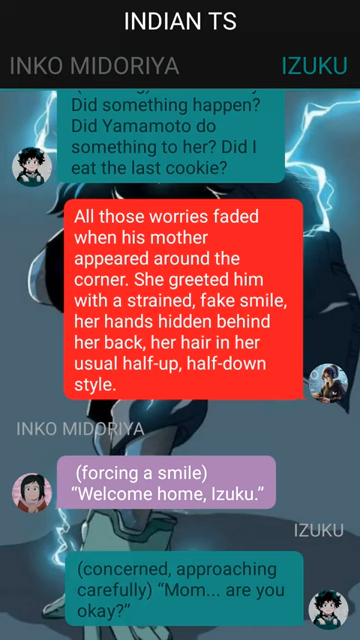 INDIAN TS
INKO MIDORIYA
IZUKU
Did something happen?
Did Yamamoto do
something to her? Did I
eat the last cookie?
All those worries faded
when his mother
appeared around the
corner. She greeted him
with a strained, fake smile,
her hands hidden behind
her back, her hair in her
usual half-up, half-down
style.
INKO MIDORIYA
(forcing a smile)
“Welcome home, Izuku.”
IZUKU
(concerned, approaching
carefully) “Mom... are you
okay?”